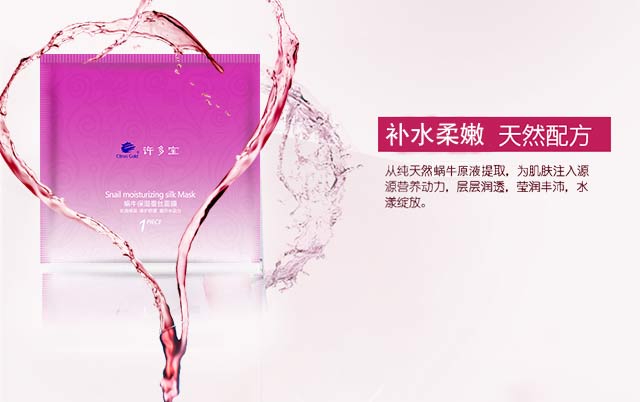 许多宝
Snail moisturizing silk Mask
蜗牛保湿蚕丝面膜
1 PACK
补水柔嫩 天然配方
从纯天然蜗牛原液提取，为肌肤注入源
源营养动力，层层润透，莹润丰沛，水
漾绽放。